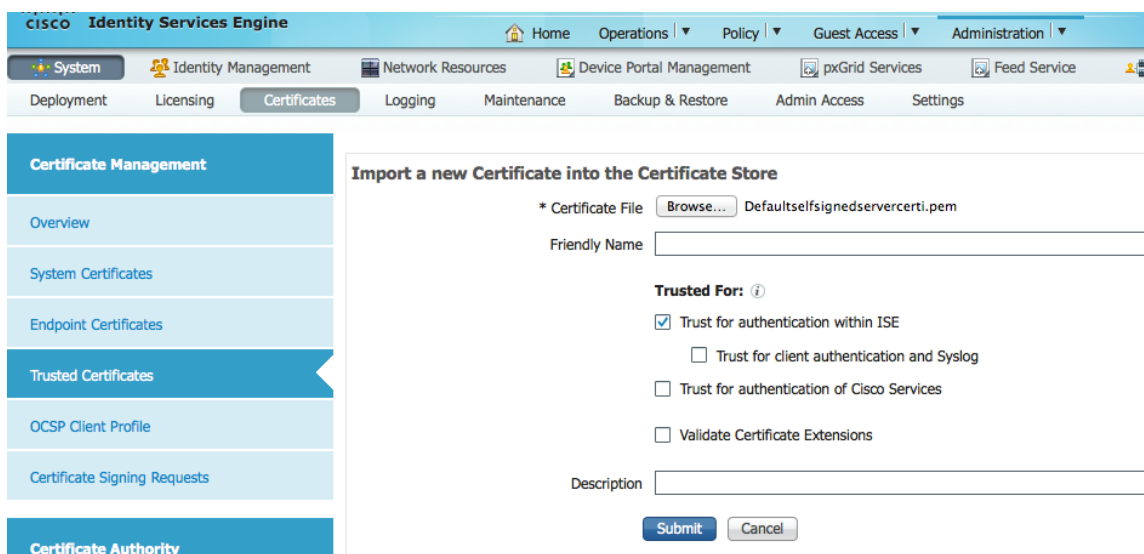 CISCO Identity Services Engine
Home Operations Policy Guest Access Administration
System Identity Management Network Resources Device Portal Management pxGrid Services Feed Service
Deployment Licensing Certificates Logging Maintenance Backup & Restore Admin Access Settings
Certificate Management
Overview
System Certificates
Endpoint Certificates
Trusted Certificates
OCSP Client Profile
Certificate Signing Requests
Certificate Authority
Import a new Certificate into the Certificate Store
* Certificate File Browse... Defaultselfsignedservercerti.pem
Friendly Name
Trusted For: i
Trust for authentication within ISE
Trust for client authentication and Syslog
Trust for authentication of Cisco Services
Validate Certificate Extensions
Description
Submit Cancel